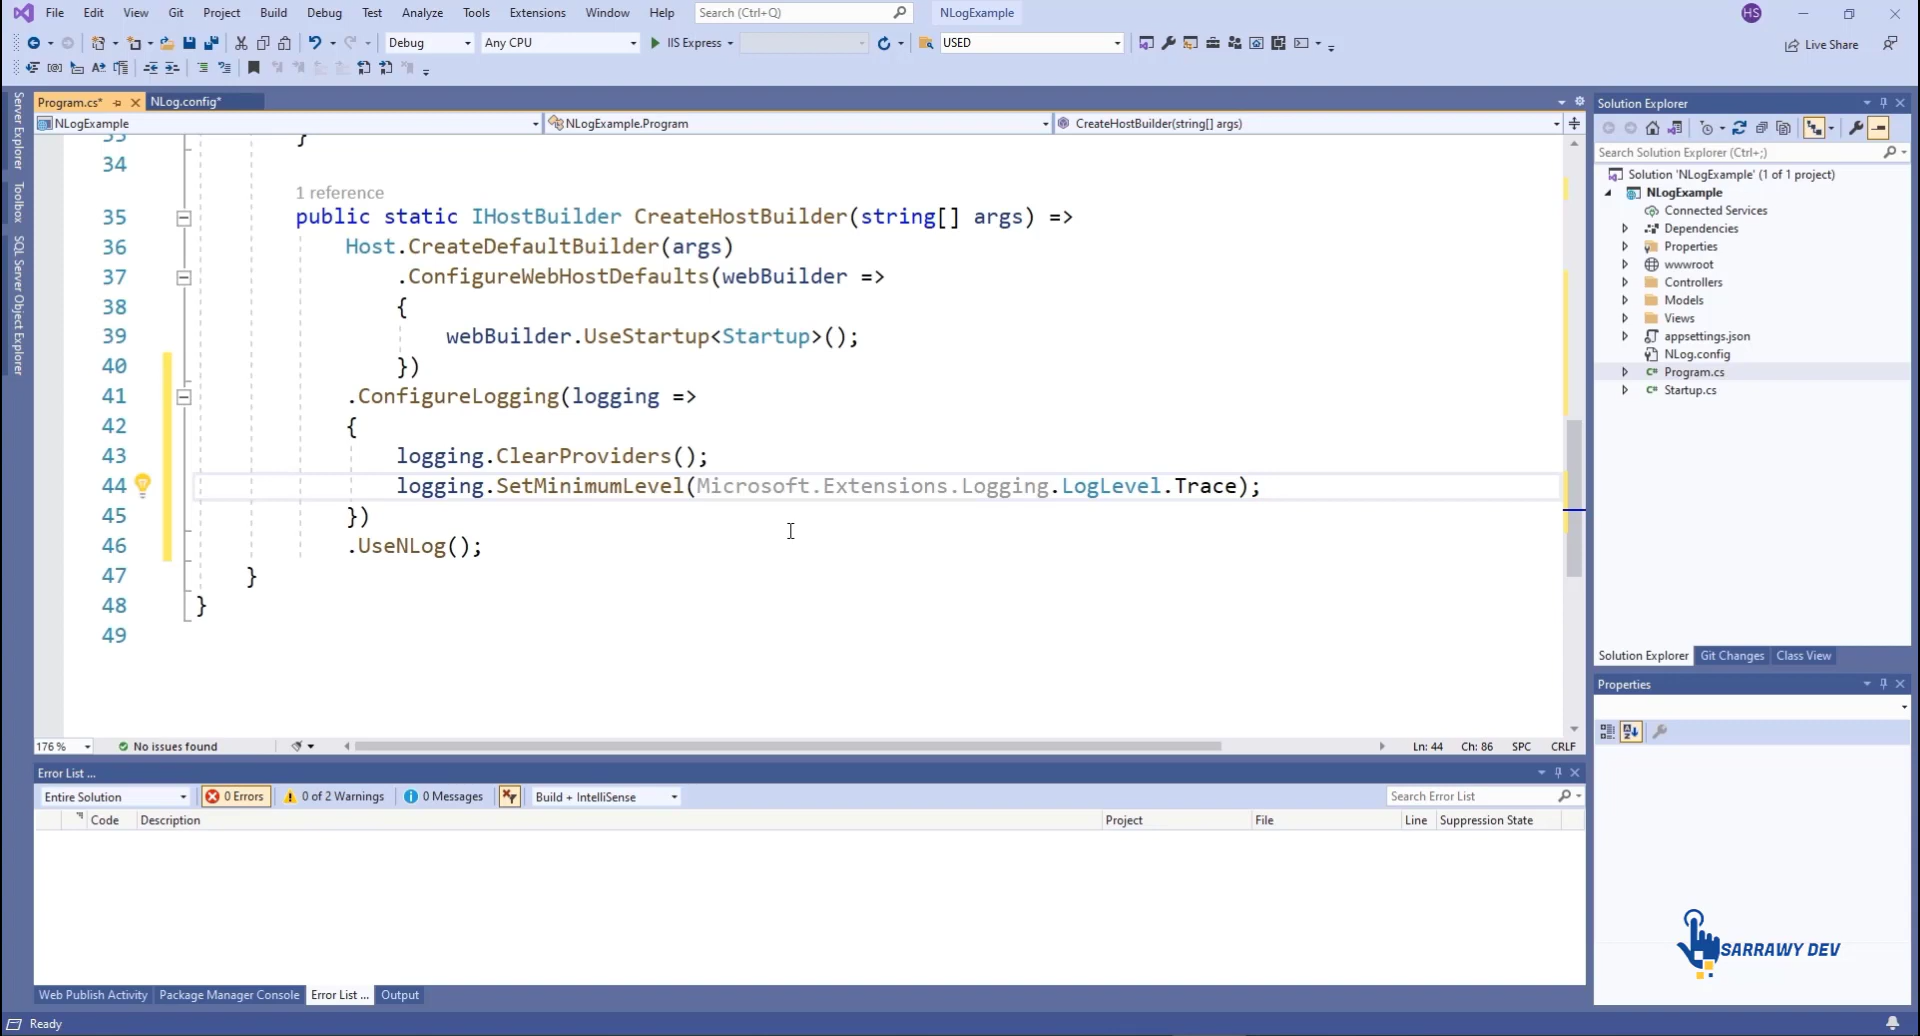 File Edit View Git Project Build Debug Test Analyze Tools Extensions Window Help Search (Ctrl+Q) NLogExample HS
Debug Any CPU IIS Express USED Live Share
Server Explorer
Toolbox
SQL Server Object Explorer
Program.cs* NLog.config*
NLogExample NLogExample.Program CreateHostBuilder(string[] args)
33 }
34
1 reference
35 public static IHostBuilder CreateHostBuilder(string[] args) =>
36 Host.CreateDefaultBuilder(args)
37 .ConfigureWebHostDefaults(webBuilder =>
38 {
39 webBuilder.UseStartup<Startup>();
40 })
41 .ConfigureLogging(logging =>
42 {
43 logging.ClearProviders();
44 logging.SetMinimumLevel(Microsoft.Extensions.Logging.LogLevel.Trace);
45 })
46 .UseNLog();
47 }
48 }
49
176 % No issues found Ln: 44 Ch: 86 SPC CRLF
Error List ...
Entire Solution 0 Errors 0 of 2 Warnings 0 Messages Build + IntelliSense Search Error List
Code Description Project File Line Suppression State
Web Publish Activity Package Manager Console Error List ... Output
Ready
Solution Explorer
Search Solution Explorer (Ctrl+;)
Solution 'NLogExample' (1 of 1 project)
NLogExample
Connected Services
Dependencies
Properties
wwwroot
Controllers
Models
Views
appsettings.json
NLog.config
C# Program.cs
C# Startup.cs
Solution Explorer Git Changes Class View
Properties
SARRAWY DEV